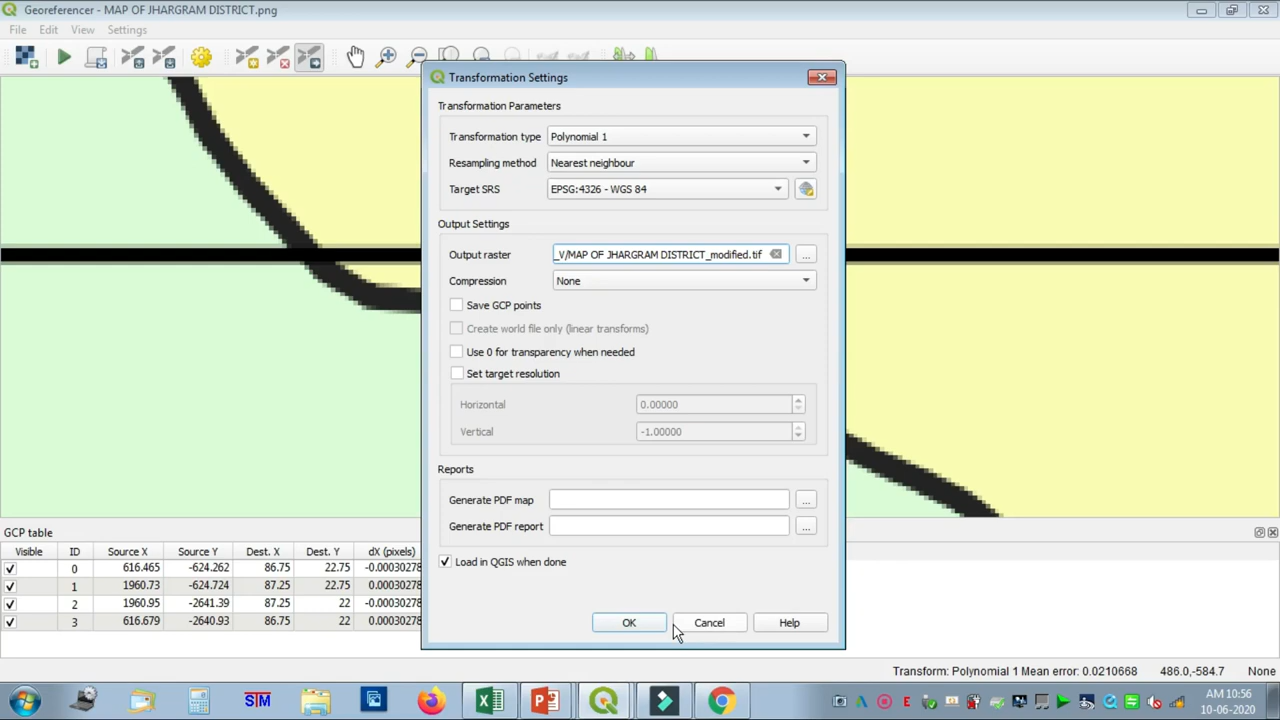 Georeferencer - MAP OF JHARGRAM DISTRICT.png
File Edit View Settings
Transformation Settings
Transformation Parameters
Transformation type Polynomial 1
Resampling method Nearest neighbour
Target SRS EPSG:4326 - WGS 84
Output Settings
Output raster _V/MAP OF JHARGRAM DISTRICT_modified.tif ...
Compression None
Save GCP points
Create world file only (linear transforms)
Use 0 for transparency when needed
Set target resolution
Horizontal 0.00000
Vertical -1.00000
Reports
Generate PDF map ...
Generate PDF report ...
Load in QGIS when done
OK Cancel Help
GCP table
Visible ID Source X Source Y Dest. X Dest. Y dX (pixels)
0 616.465 -624.262 86.75 22.75 -0.00030278
1 1960.73 -624.724 87.25 22.75 0.00030278
2 1960.95 -2641.39 87.25 22 -0.00030278
3 616.679 -2640.93 86.75 22 0.00030278
Transform: Polynomial 1 Mean error: 0.0210668 486.0,-584.7 None
STM
AM 10:56
10-06-2020